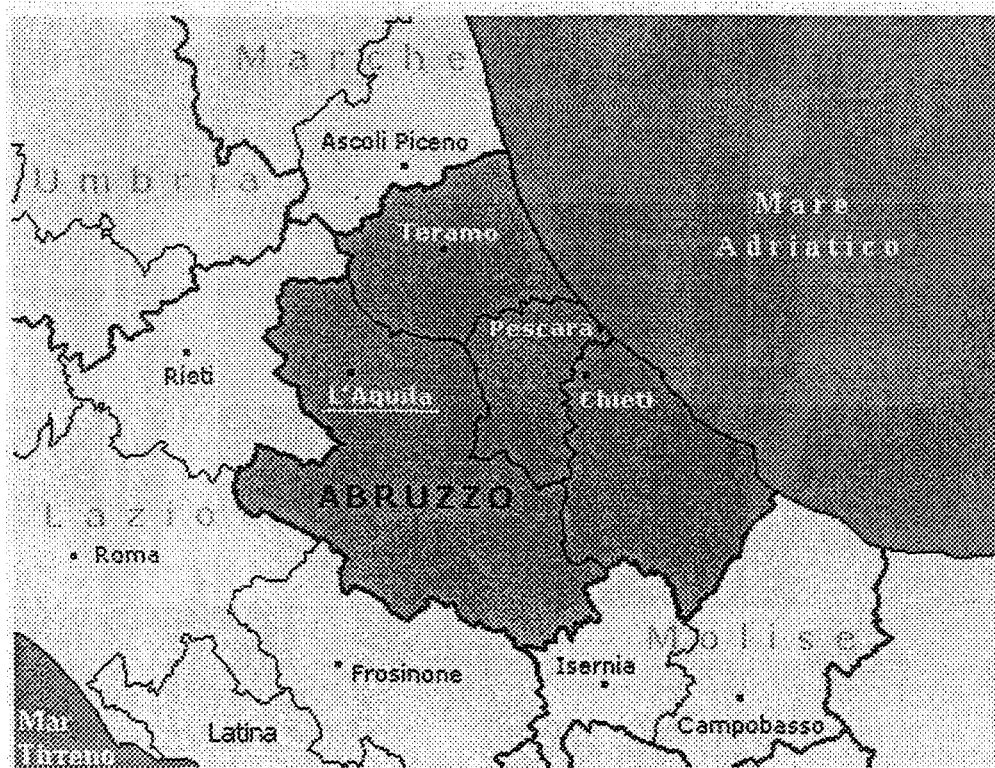 Marche
Ascoli Piceno
Umbria
Mare
Adriatico
Teramo
Pescara
Rieti
L'Aquila
Chieti
ABRUZZO
Lazio
Roma
Molise
Isernia
Frosinone
Campobasso
Latina
Mar
Tirreno